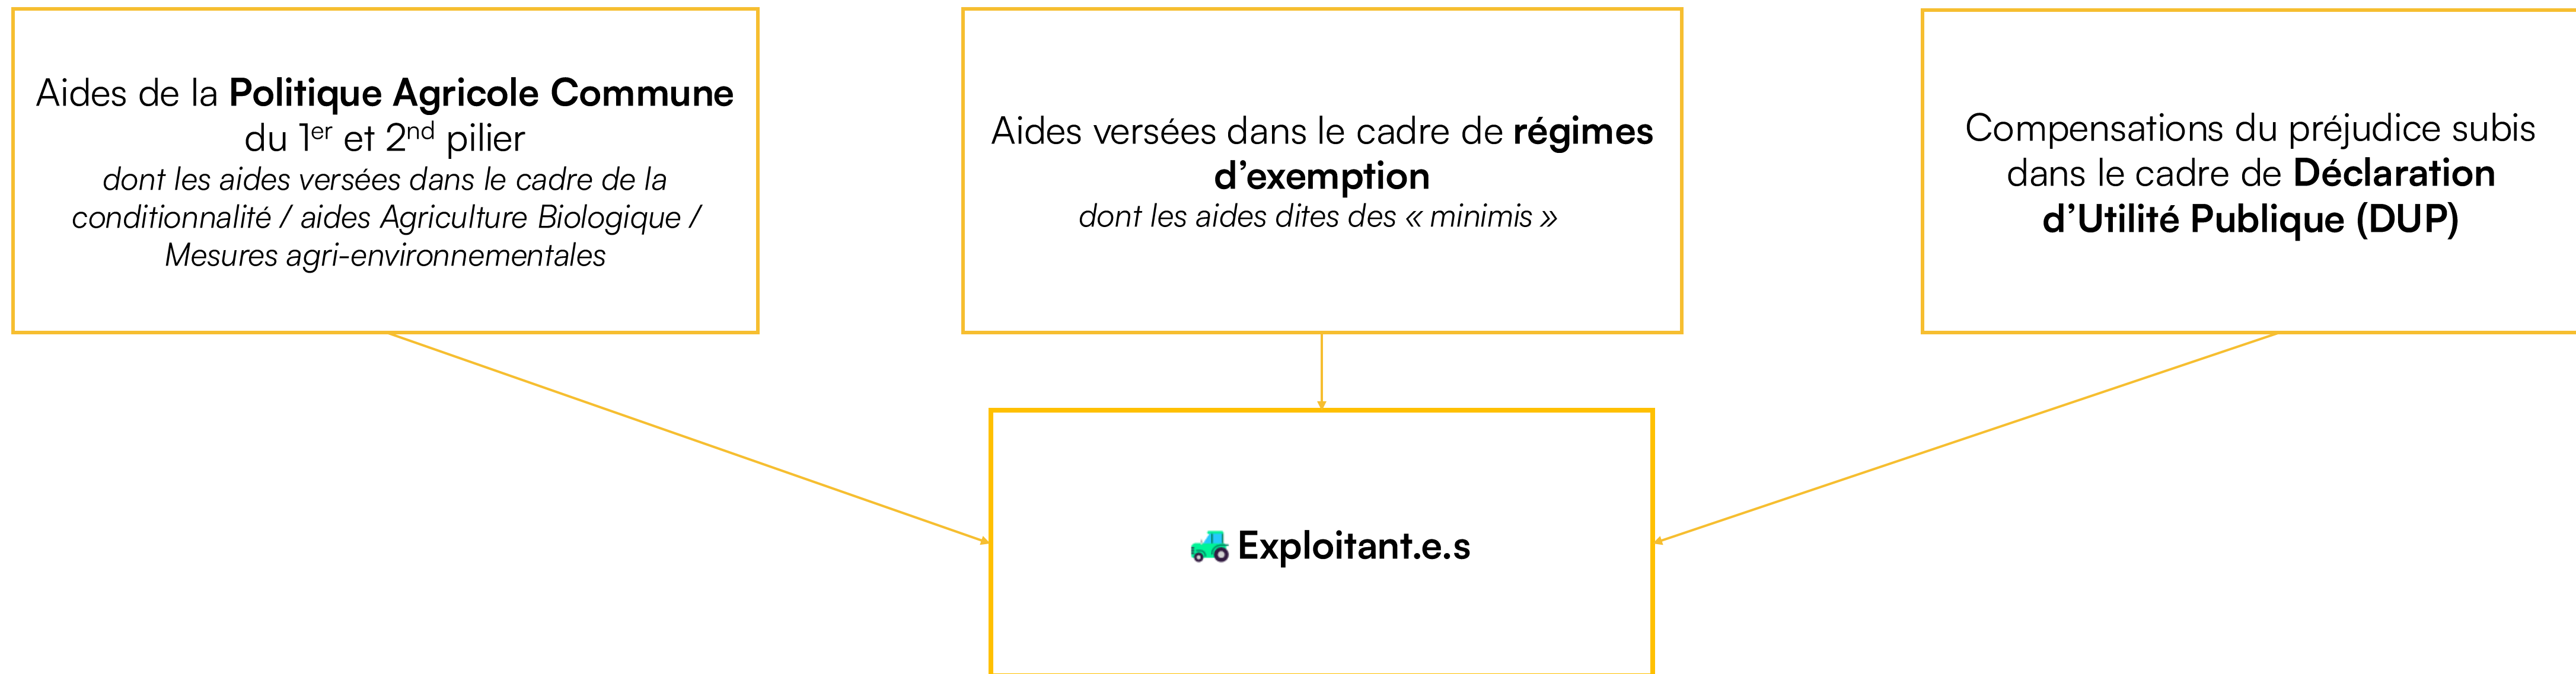 Aides de la Politique Agricole Commune
du 1er et 2nd pilier
dont les aides versées dans le cadre de la
conditionnalité / aides Agriculture Biologique /
Mesures agri-environnementales
Aides versées dans le cadre de régimes
d’exemption
dont les aides dites des « minimis »
Compensations du préjudice subis
dans le cadre de Déclaration
d’Utilité Publique (DUP)
Exploitant.e.s